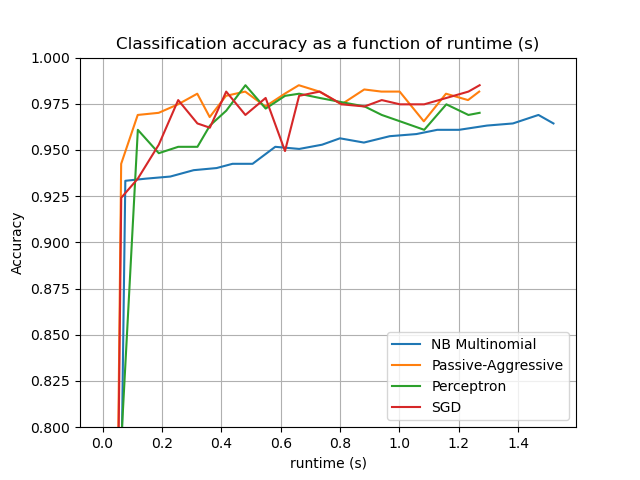 Classification accuracy as a function of runtime (s)
1.000
0.975
0.950
0.925
0.900
0.875
0.850
0.825
0.800
Accuracy
NB Multinomial
Passive-Aggressive
Perceptron
SGD
0.0 0.2 0.4 0.6 0.8 1.0 1.2 1.4
runtime (s)